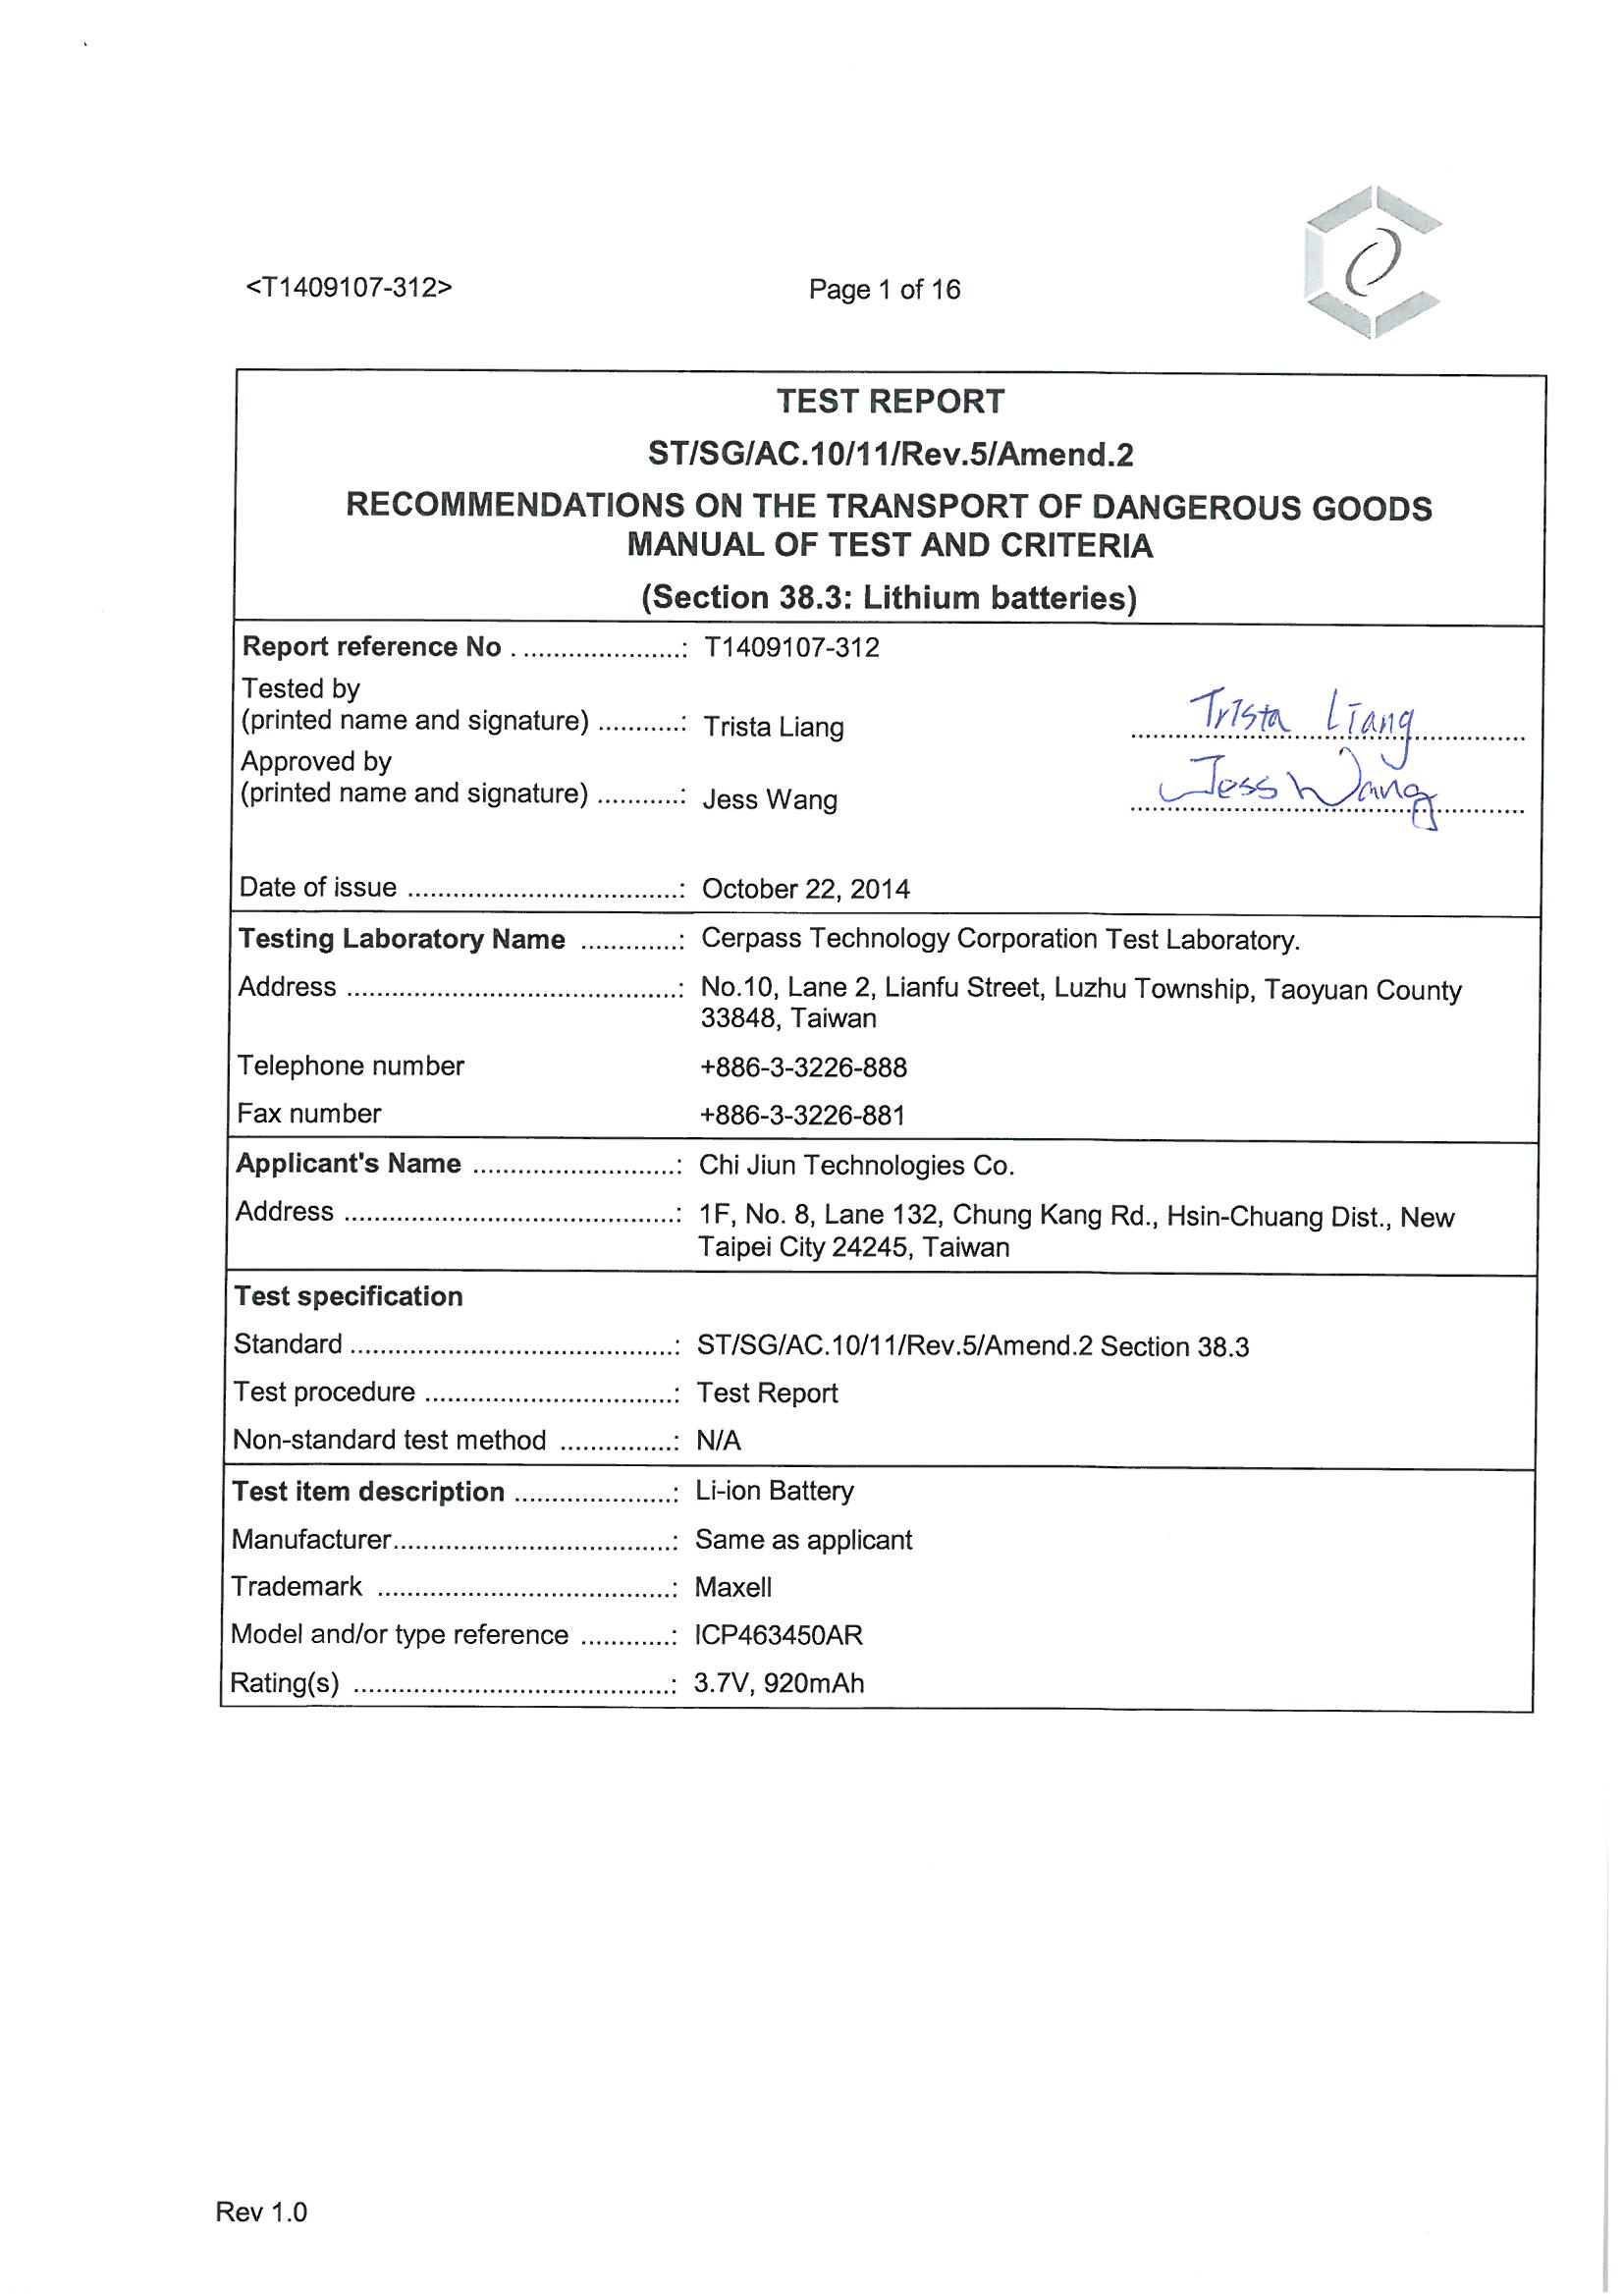 <T1409107-312>
Page 1 of 16
TEST REPORT
ST/SG/AC.10/11/Rev.5/Amend.2
RECOMMENDATIONS ON THE TRANSPORT OF DANGEROUS GOODS
MANUAL OF TEST AND CRITERIA
(Section 38.3: Lithium batteries)
Report reference No . .....................: T1409107-312
Tested by
(printed name and signature) ...........: Trista Liang Trista Liang
Approved by
(printed name and signature) ...........: Jess Wang Jess Wang
Date of issue ....................................: October 22, 2014
Testing Laboratory Name .............: Cerpass Technology Corporation Test Laboratory.
Address ............................................: No.10, Lane 2, Lianfu Street, Luzhu Township, Taoyuan County
33848, Taiwan
Telephone number +886-3-3226-888
Fax number +886-3-3226-881
Applicant's Name ...........................: Chi Jiun Technologies Co.
Address ............................................: 1F, No. 8, Lane 132, Chung Kang Rd., Hsin-Chuang Dist., New
Taipei City 24245, Taiwan
Test specification
Standard ...........................................: ST/SG/AC.10/11/Rev.5/Amend.2 Section 38.3
Test procedure .................................: Test Report
Non-standard test method ...............: N/A
Test item description .....................: Li-ion Battery
Manufacturer.....................................: Same as applicant
Trademark .......................................: Maxell
Model and/or type reference ............: ICP463450AR
Rating(s) ..........................................: 3.7V, 920mAh
Rev 1.0